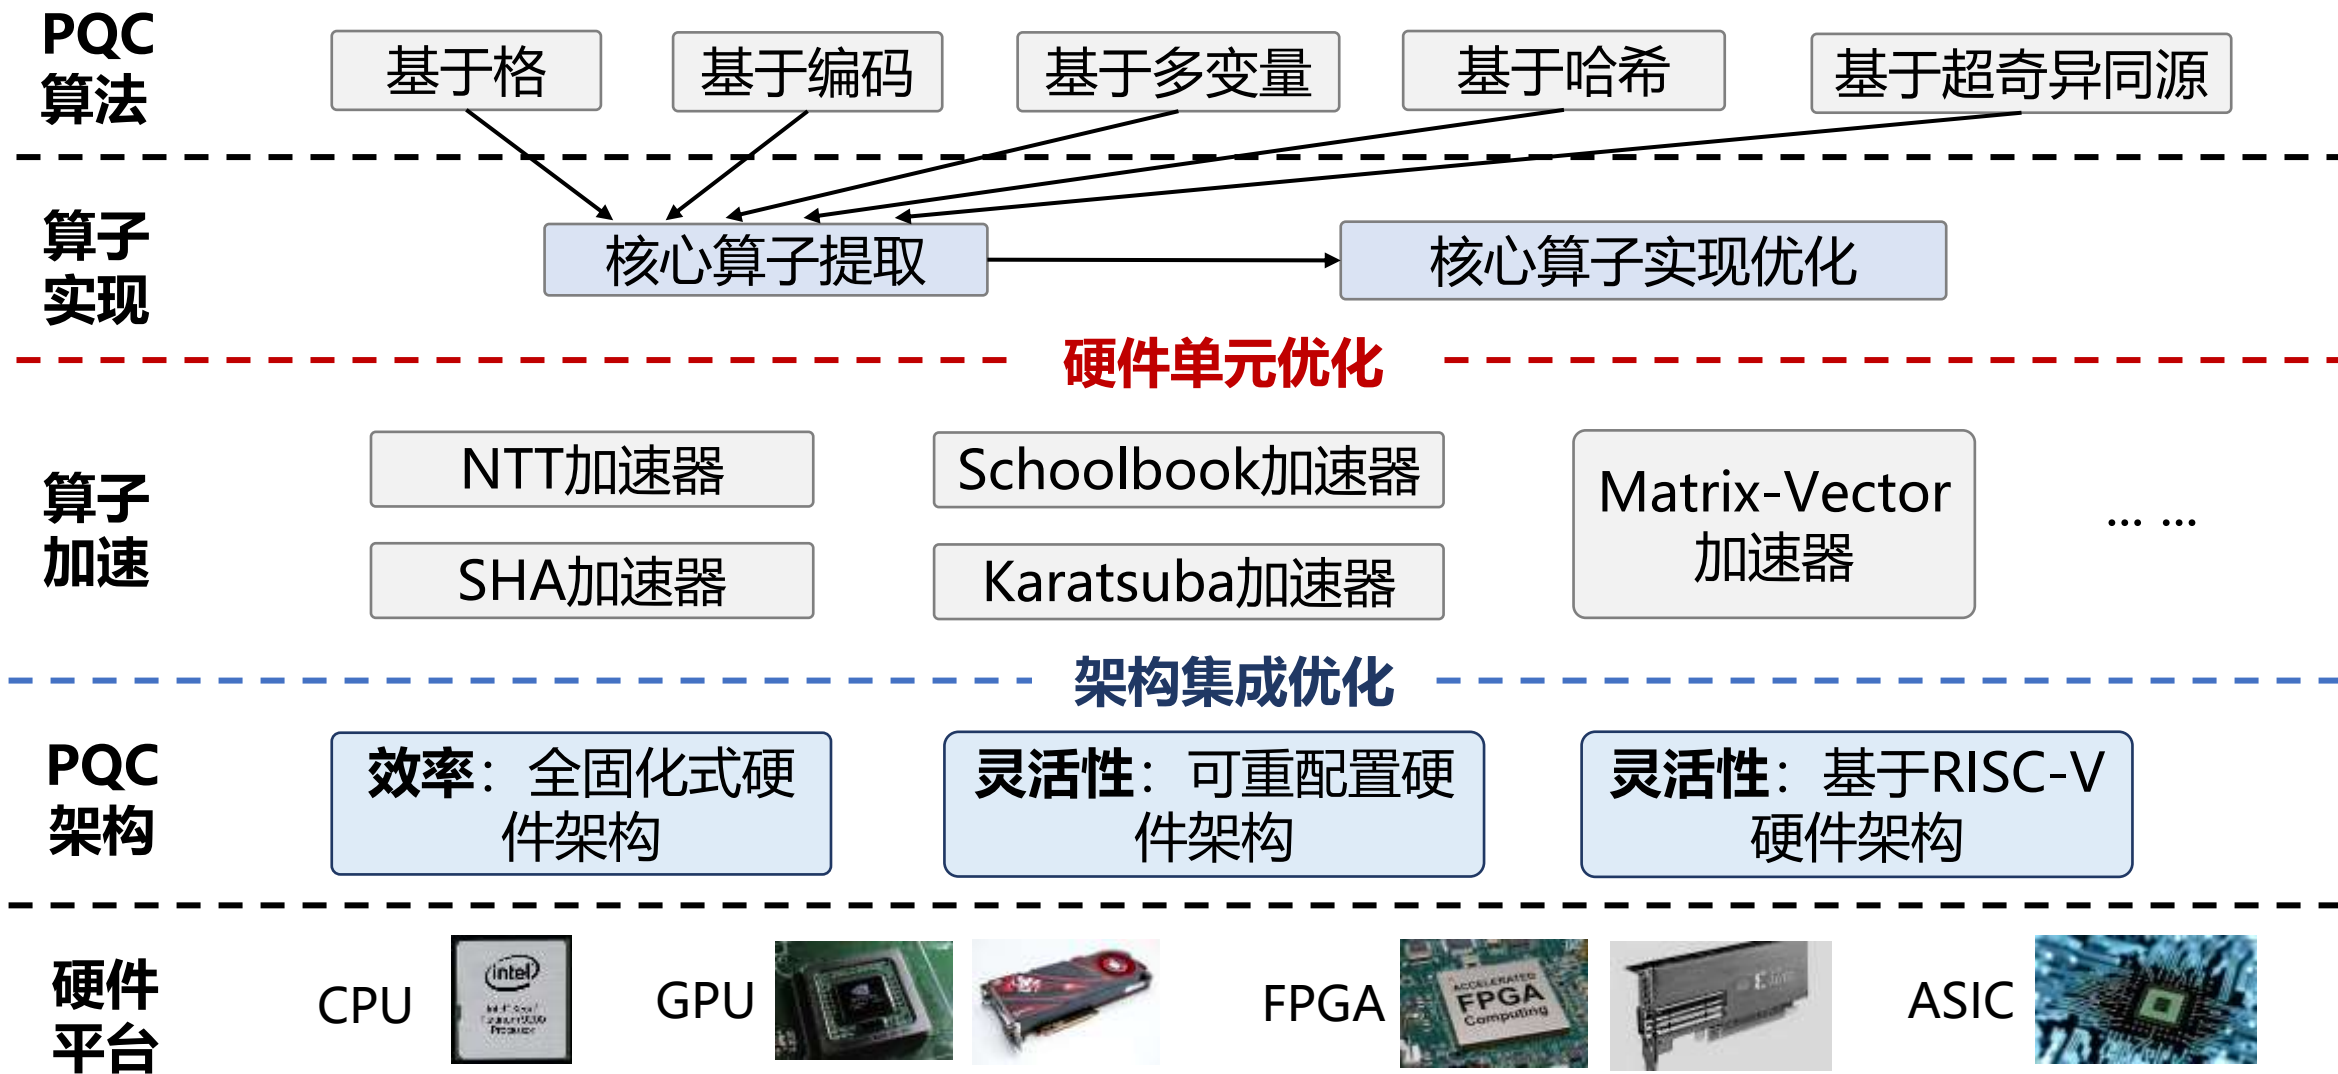 PQC
算法
基于格
基于编码
基于多变量
基于哈希
基于超奇异同源
算子
实现
核心算子提取
核心算子实现优化
硬件单元优化
算子
加速
NTT加速器
Schoolbook加速器
Matrix-Vector
加速器
... ...
SHA加速器
Karatsuba加速器
架构集成优化
PQC
架构
效率：全固化式硬
件架构
灵活性：可重配置硬
件架构
灵活性：基于RISC-V
硬件架构
硬件
平台
CPU
intel
GPU
FPGA
ACCELERATED
FPGA
Computing
ASIC